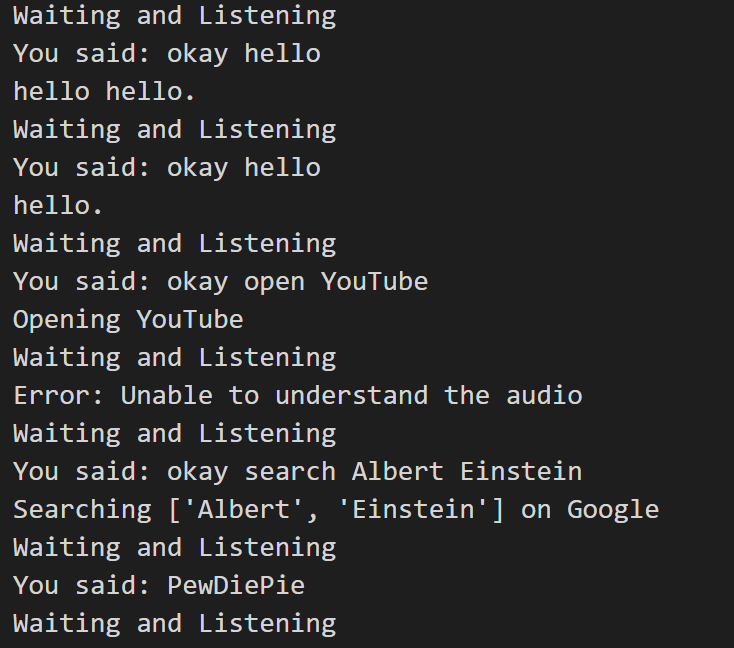 Waiting and Listening
You said: okay hello
hello hello.
Waiting and Listening
You said: okay hello
hello.
Waiting and Listening
You said: okay open YouTube
Opening YouTube
Waiting and Listening
Error: Unable to understand the audio
Waiting and Listening
You said: okay search Albert Einstein
Searching ['Albert', 'Einstein'] on Google
Waiting and Listening
You said: PewDiePie
Waiting and Listening